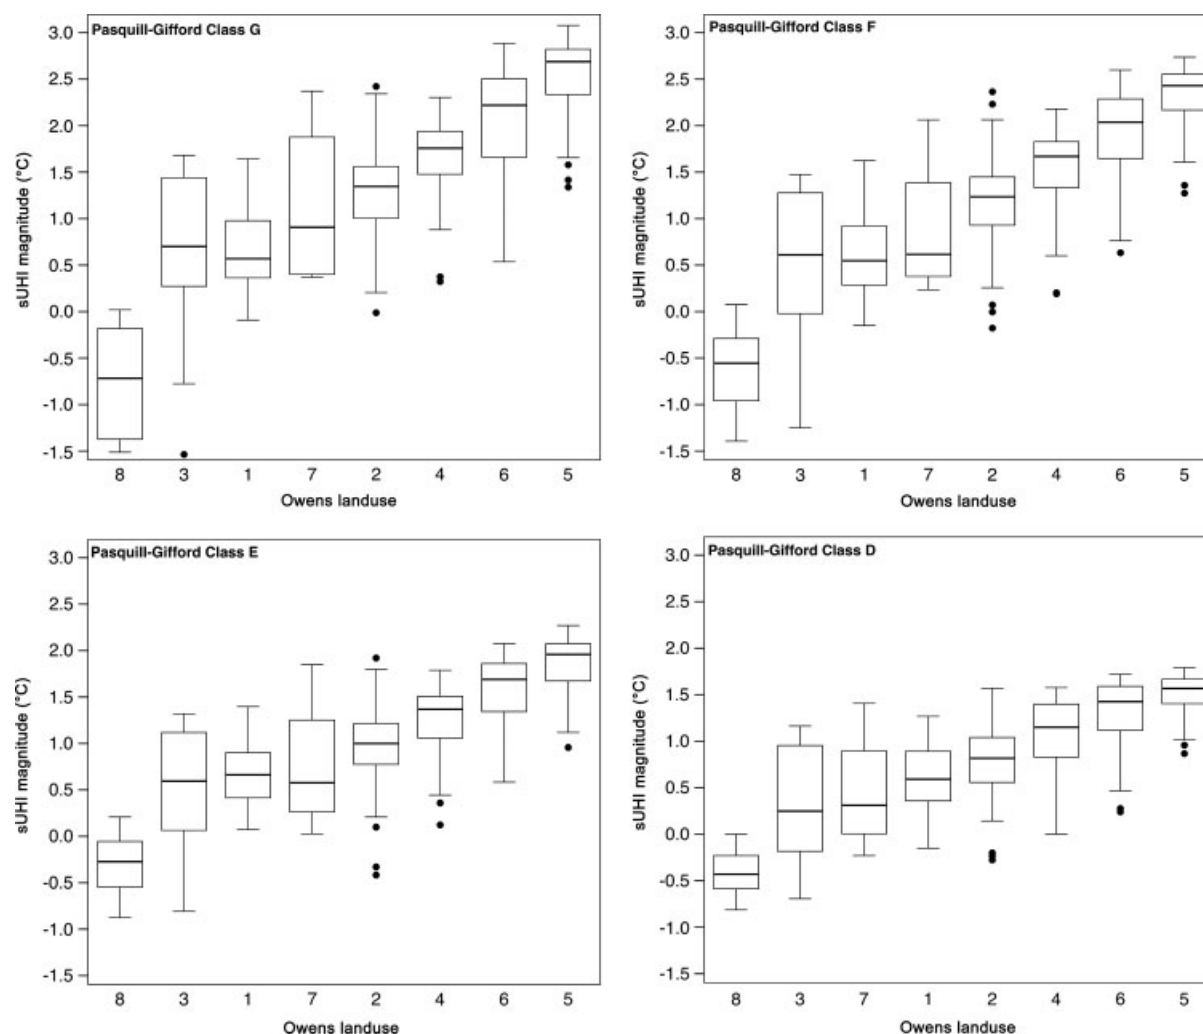 Pasquill-Gifford Class G
3.0
2.5
2.0
1.5
1.0
0.5
0.0
-0.5
-1.0
-1.5
sUHI magnitude (°C)
8 3 1 7 2 4 6 5
Owens landuse
Pasquill-Gifford Class F
3.0
2.5
2.0
1.5
1.0
0.5
0.0
-0.5
-1.0
-1.5
sUHI magnitude (°C)
8 3 1 7 2 4 6 5
Owens landuse
Pasquill-Gifford Class E
3.0
2.5
2.0
1.5
1.0
0.5
0.0
-0.5
-1.0
-1.5
sUHI magnitude (°C)
8 3 1 7 2 4 6 5
Owens landuse
Pasquill-Gifford Class D
3.0
2.5
2.0
1.5
1.0
0.5
0.0
-0.5
-1.0
-1.5
sUHI magnitude (°C)
8 3 7 1 2 4 6 5
Owens landuse